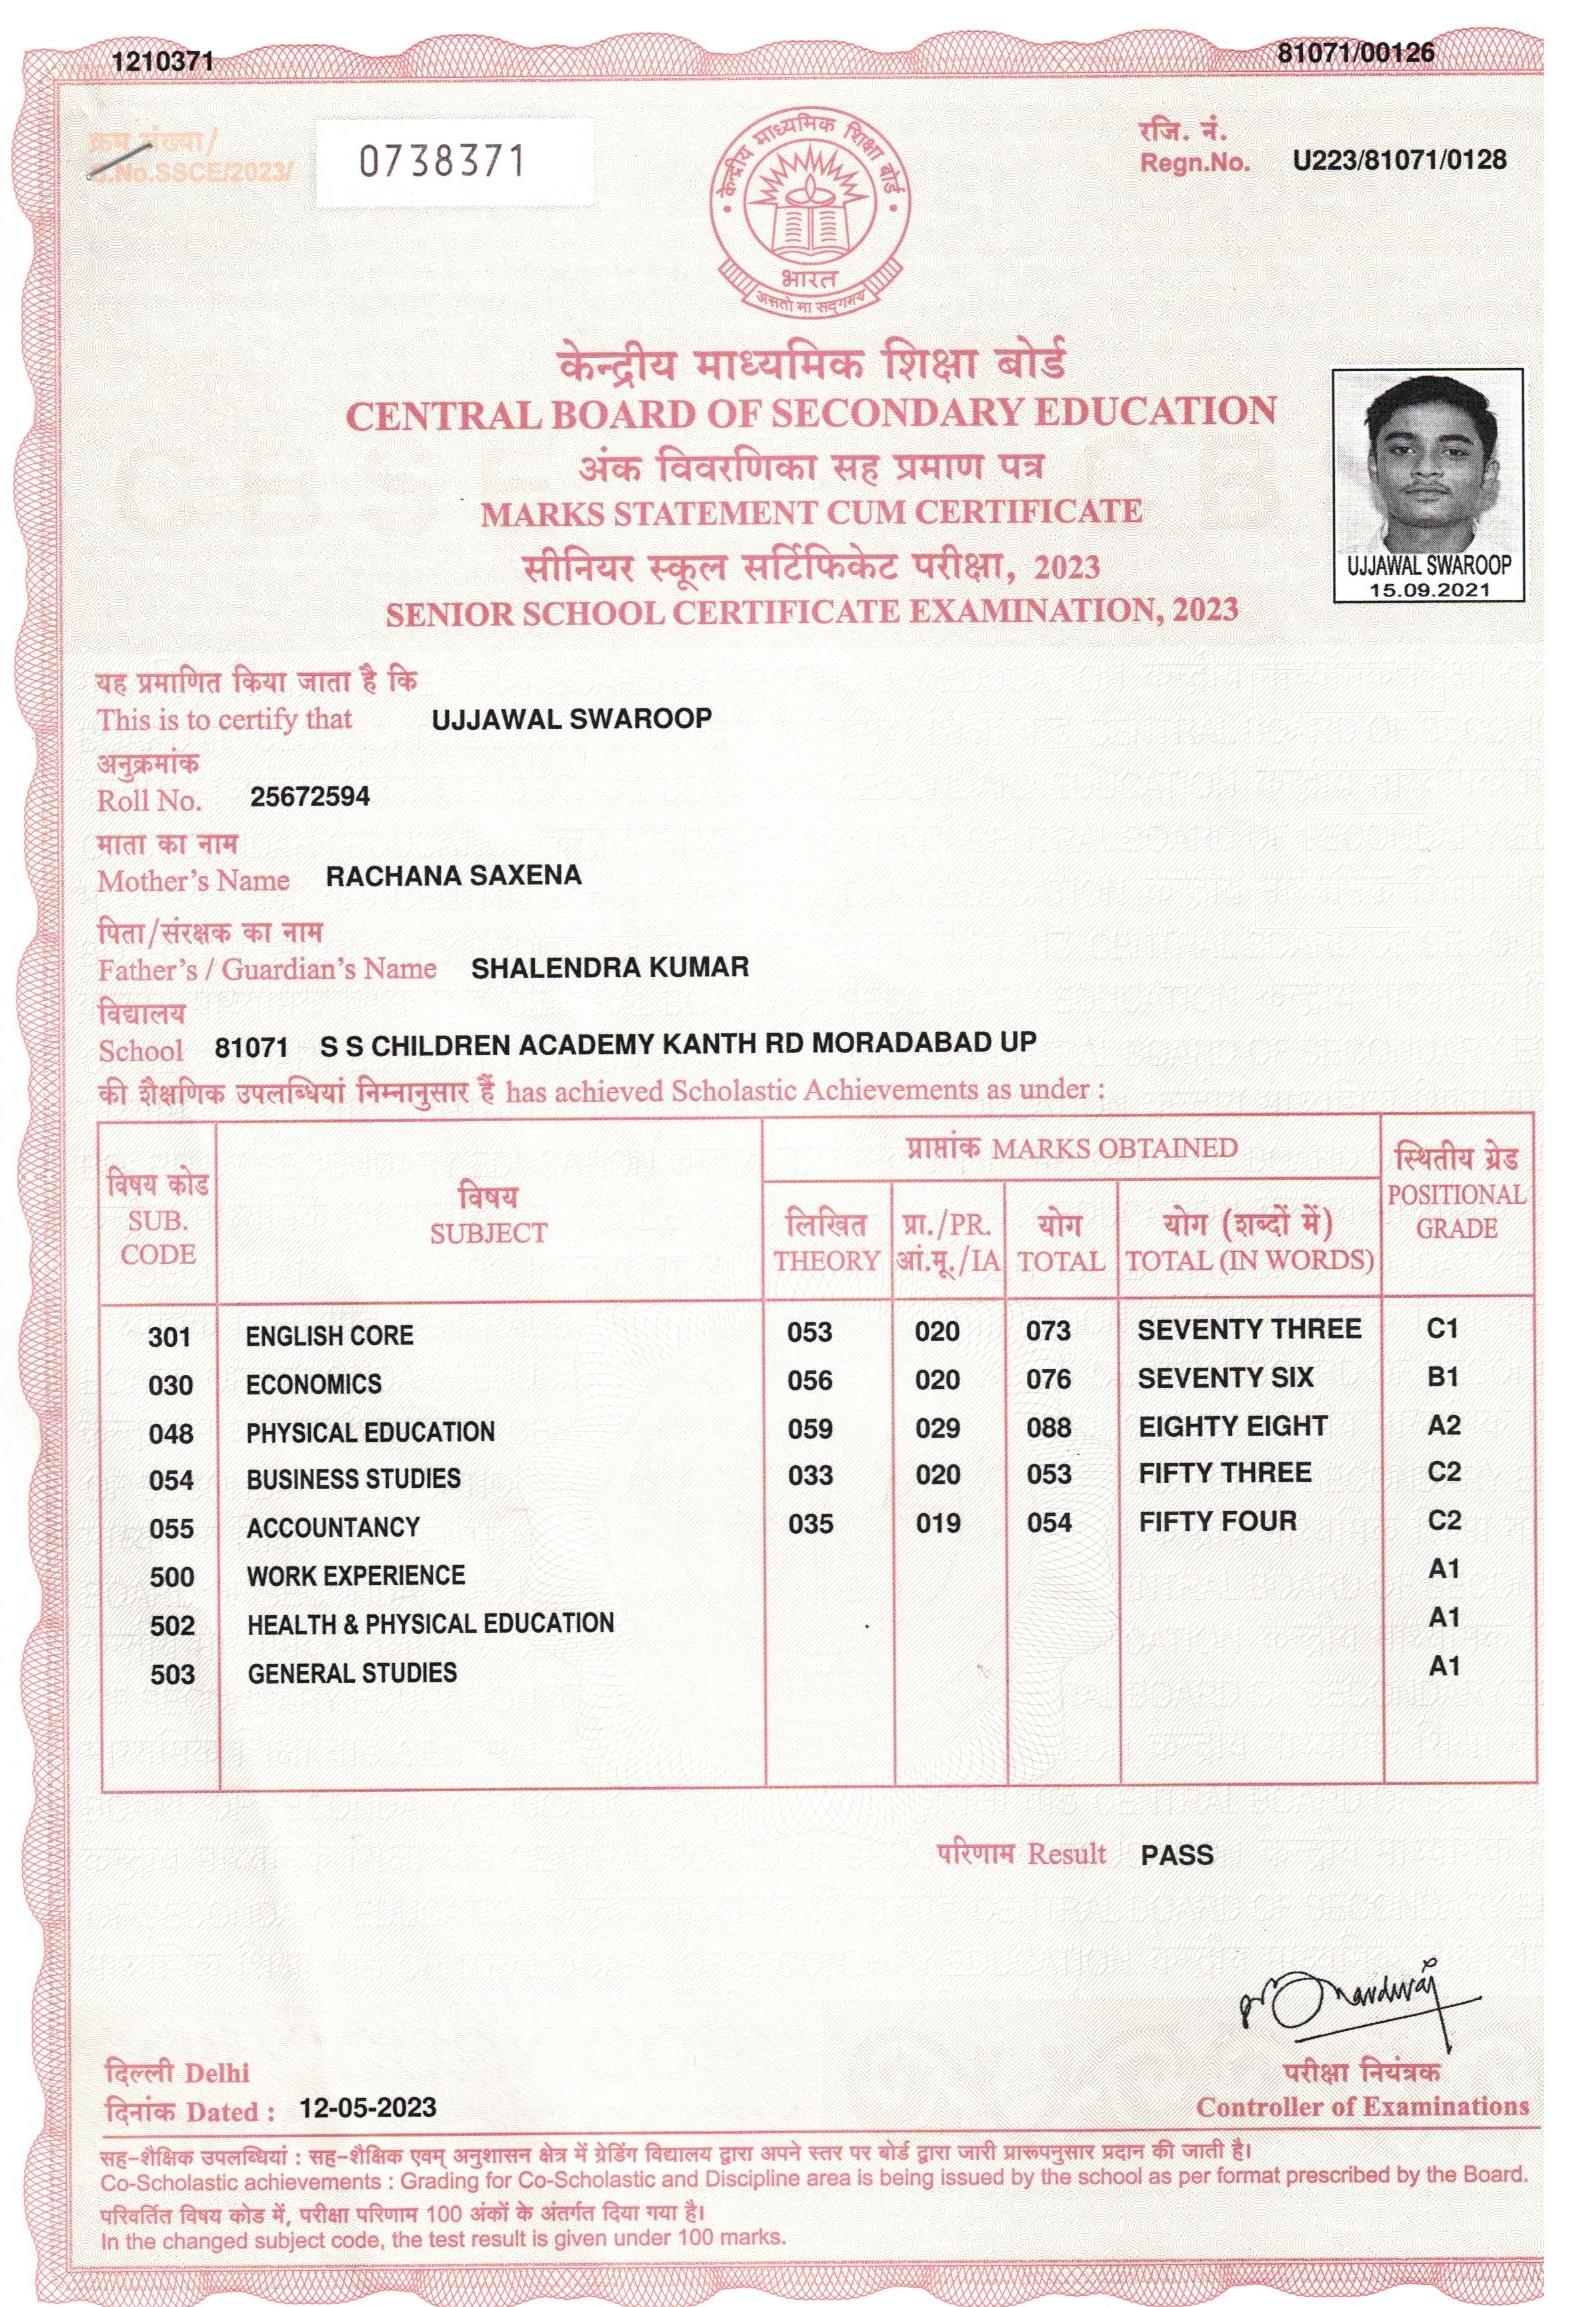 1210371
81071/00126
क्रम संख्या/
S.No.SSCE/2023/
0738371
रजि. नं.
Regn.No. U223/81071/0128
केन्द्रीय माध्यमिक शिक्षा बोर्ड
भारत
असतो मा सद्गमय
केन्द्रीय माध्यमिक शिक्षा बोर्ड
CENTRAL BOARD OF SECONDARY EDUCATION
अंक विवरणिका सह प्रमाण पत्र
MARKS STATEMENT CUM CERTIFICATE
सीनियर स्कूल सर्टिफिकेट परीक्षा, 2023
SENIOR SCHOOL CERTIFICATE EXAMINATION, 2023
UJJAWAL SWAROOP
15.09.2021
यह प्रमाणित किया जाता है कि
This is to certify that UJJAWAL SWAROOP
अनुक्रमांक
Roll No. 25672594
माता का नाम
Mother's Name RACHANA SAXENA
पिता/संरक्षक का नाम
Father's / Guardian's Name SHALENDRA KUMAR
विद्यालय
School 81071 S S CHILDREN ACADEMY KANTH RD MORADABAD UP
की शैक्षणिक उपलब्धियां निम्नानुसार हैं has achieved Scholastic Achievements as under :
विषय कोड
SUB.
CODE
विषय
SUBJECT
प्राप्तांक MARKS OBTAINED
लिखित
THEORY
प्रा./PR.
आं.मू./IA
योग
TOTAL
योग (शब्दों में)
TOTAL (IN WORDS)
स्थितीय ग्रेड
POSITIONAL
GRADE
301 ENGLISH CORE 053 020 073 SEVENTY THREE C1
030 ECONOMICS 056 020 076 SEVENTY SIX B1
048 PHYSICAL EDUCATION 059 029 088 EIGHTY EIGHT A2
054 BUSINESS STUDIES 033 020 053 FIFTY THREE C2
055 ACCOUNTANCY 035 019 054 FIFTY FOUR C2
500 WORK EXPERIENCE A1
502 HEALTH & PHYSICAL EDUCATION A1
503 GENERAL STUDIES A1
परिणाम Result PASS
दिल्ली Delhi
दिनांक Dated : 12-05-2023
परीक्षा नियंत्रक
Controller of Examinations
सह-शैक्षिक उपलब्धियां : सह-शैक्षिक एवम् अनुशासन क्षेत्र में ग्रेडिंग विद्यालय द्वारा अपने स्तर पर बोर्ड द्वारा जारी प्रारूपनुसार प्रदान की जाती है।
Co-Scholastic achievements : Grading for Co-Scholastic and Discipline area is being issued by the school as per format prescribed by the Board.
परिवर्तित विषय कोड में, परीक्षा परिणाम 100 अंकों के अंतर्गत दिया गया है।
In the changed subject code, the test result is given under 100 marks.